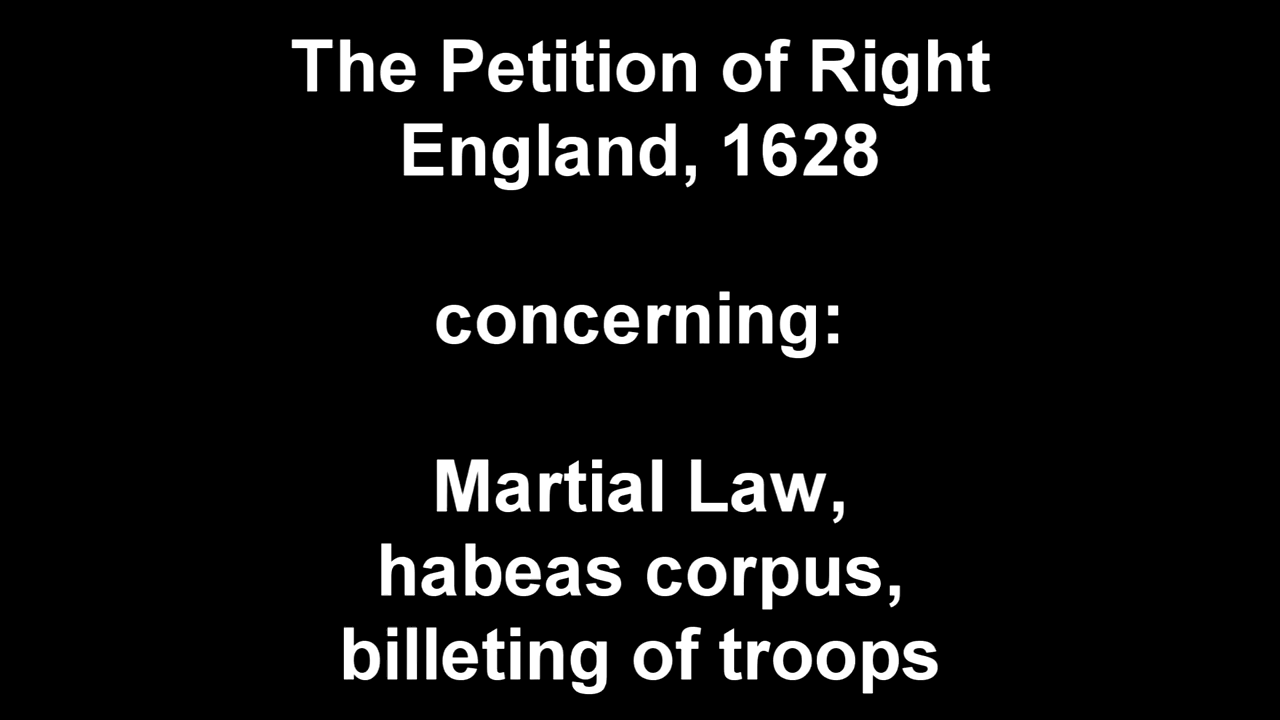 The Petition of Right
England, 1628
concerning:
Martial Law,
habeas corpus,
billeting of troops